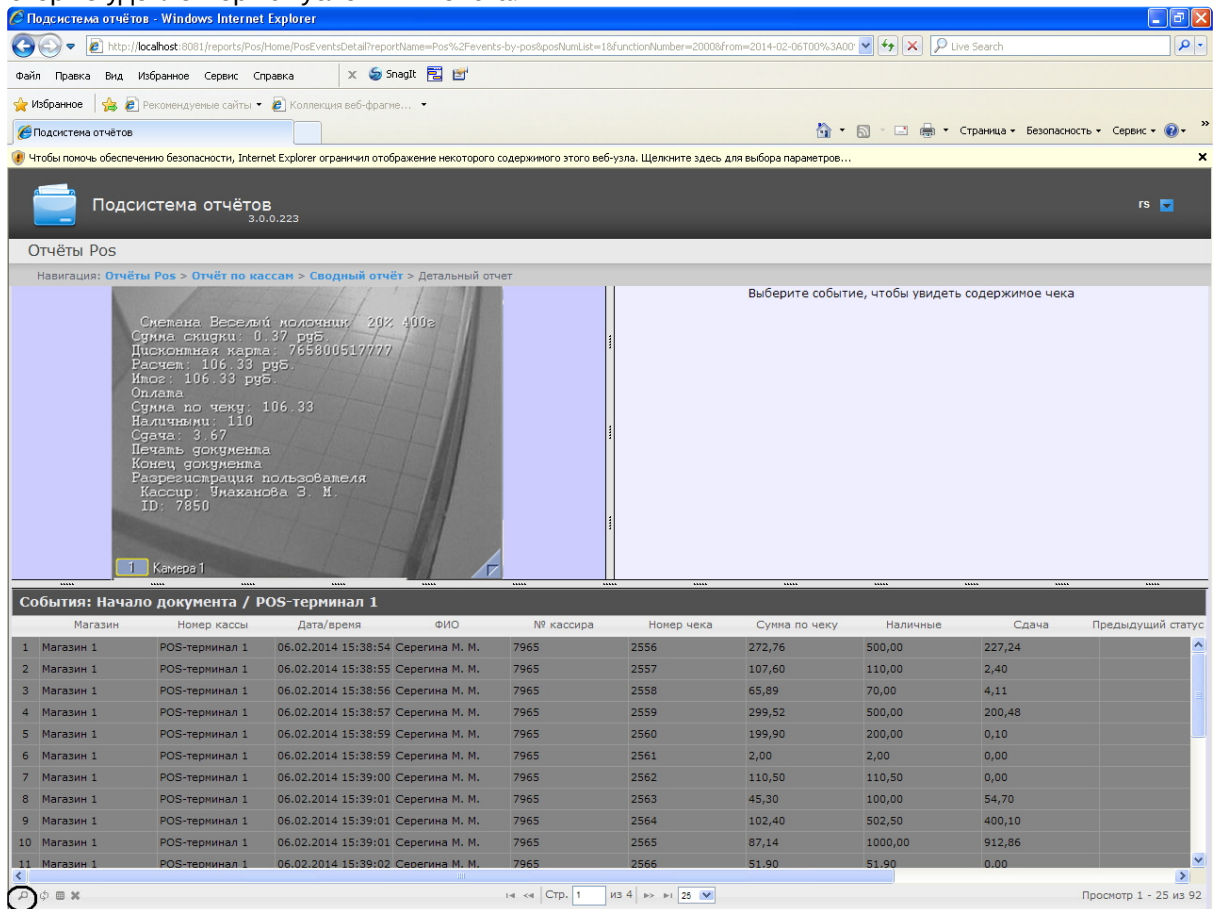 Подсистема отчётов - Windows Internet Explorer
http://localhost:8081/reports/Pos/Home/PosEventsDetail?reportName=Pos%2Fevents-by-pos&posNumList=1&functionNumber=20008&from=2014-02-06T00%3A00
Live Search
Файл Правка Вид Избранное Сервис Справка
x SnagIt
Избранное Рекомендуемые сайты Коллекция веб-фрагме...
Подсистема отчётов
Страница Безопасность Сервис »
Чтобы помочь обеспечению безопасности, Internet Explorer ограничил отображение некоторого содержимого этого веб-узла. Щелкните здесь для выбора параметров... x
Подсистема отчётов
3.0.0.223
rs
Отчёты Pos
Навигация: Отчёты Pos > Отчёт по кассам > Сводный отчёт > Детальный отчет
Выберите событие, чтобы увидеть содержимое чека
Сметана Веселый молочник 20% 400г
Сумма скидки: 0.37 руб.
Дисконтная карта: 765800517777
Расчет: 106.33 руб.
Итог: 106.33 руб.
Оплата
Сумма по чеку: 106.33
Наличными: 110
Сдача: 3.67
Печать документа
Конец документа
Разрегистрация пользователя
Кассир: Умаханова З. М.
ID: 7850
1 Камера 1
События: Начало документа / POS-терминал 1
Магазин Номер кассы Дата/время ФИО № кассира Номер чека Сумма по чеку Наличные Сдача Предыдущий статус
1 Магазин 1 POS-терминал 1 06.02.2014 15:38:54 Серегина М. М. 7965 2556 272,76 500,00 227,24
2 Магазин 1 POS-терминал 1 06.02.2014 15:38:55 Серегина М. М. 7965 2557 107,60 110,00 2,40
3 Магазин 1 POS-терминал 1 06.02.2014 15:38:56 Серегина М. М. 7965 2558 65,89 70,00 4,11
4 Магазин 1 POS-терминал 1 06.02.2014 15:38:57 Серегина М. М. 7965 2559 299,52 500,00 200,48
5 Магазин 1 POS-терминал 1 06.02.2014 15:38:59 Серегина М. М. 7965 2560 199,90 200,00 0,10
6 Магазин 1 POS-терминал 1 06.02.2014 15:38:59 Серегина М. М. 7965 2561 2,00 2,00 0,00
7 Магазин 1 POS-терминал 1 06.02.2014 15:39:00 Серегина М. М. 7965 2562 110,50 110,50 0,00
8 Магазин 1 POS-терминал 1 06.02.2014 15:39:01 Серегина М. М. 7965 2563 45,30 100,00 54,70
9 Магазин 1 POS-терминал 1 06.02.2014 15:39:01 Серегина М. М. 7965 2564 102,40 502,50 400,10
10 Магазин 1 POS-терминал 1 06.02.2014 15:39:01 Серегина М. М. 7965 2565 87,14 1000,00 912,86
11 Магазин 1 POS-терминал 1 06.02.2014 15:39:02 Серегина М. М. 7965 2566 51,90 51,90 0,00
Стр. 1 из 4 25
Просмотр 1 - 25 из 92